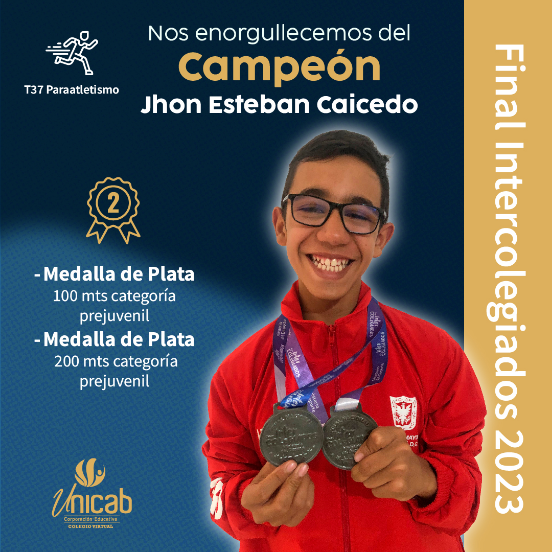 Nos enorgullecemos del
Campeón
Jhon Esteban Caicedo
T37 Paraatletismo
2
- Medalla de Plata
100 mts categoría
prejuvenil
- Medalla de Plata
200 mts categoría
prejuvenil
Final Intercolegiados 2023
Unicab
Corporación Educativa
COLEGIO VIRTUAL